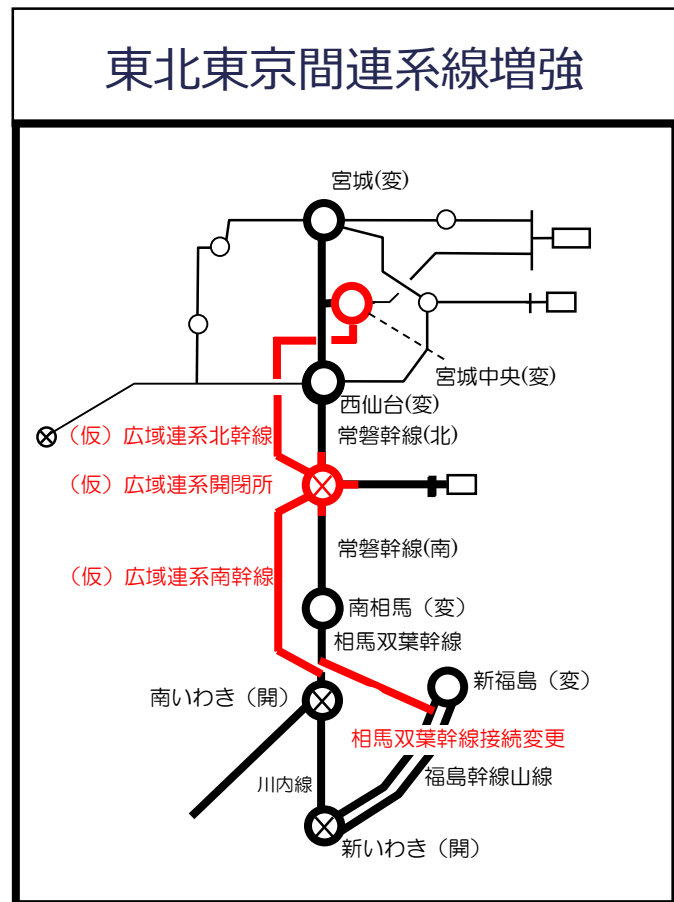 東北東京間連系線増強
宮城(変)
宮城中央(変)
西仙台(変)
(仮)広域連系北幹線
常磐幹線(北)
(仮)広域連系開閉所
常磐幹線(南)
(仮)広域連系南幹線
南相馬(変)
相馬双葉幹線
新福島(変)
南いわき(開)
相馬双葉幹線接続変更
川内線
福島幹線山線
新いわき(開)